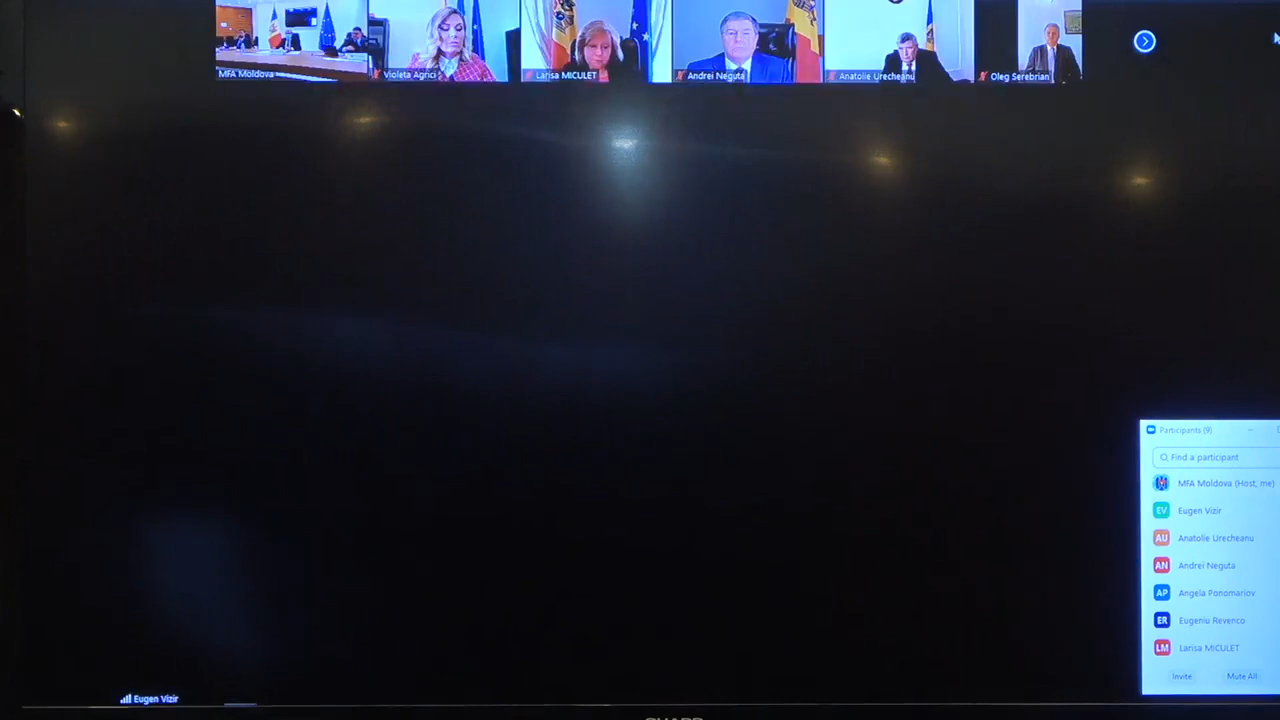 MFA Moldova
Violeta Agrici
Larisa MICULET
Andrei Neguta
Anatolie Urecheanu
Oleg Serebrian
Participants (9)
Find a participant
MFA Moldova (Host, me)
EV Eugen Vizir
AU Anatolie Urecheanu
AN Andrei Neguta
AP Angela Ponomariov
ER Eugeniu Revenco
LM Larisa MICULET
Invite Mute All
Eugen Vizir